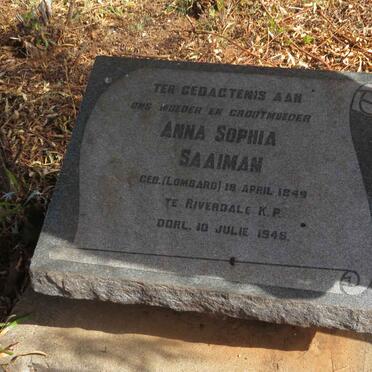 TER GEDAGTENIS AAN
ONS MOEDER EN GROOTMOEDER
ANNA SOPHIA
SAAIMAN
GEB. (LOMBARD) 18 APRIL 1849
TE RIVERDALE K.P.
OORL. 10 JULIE 1945.